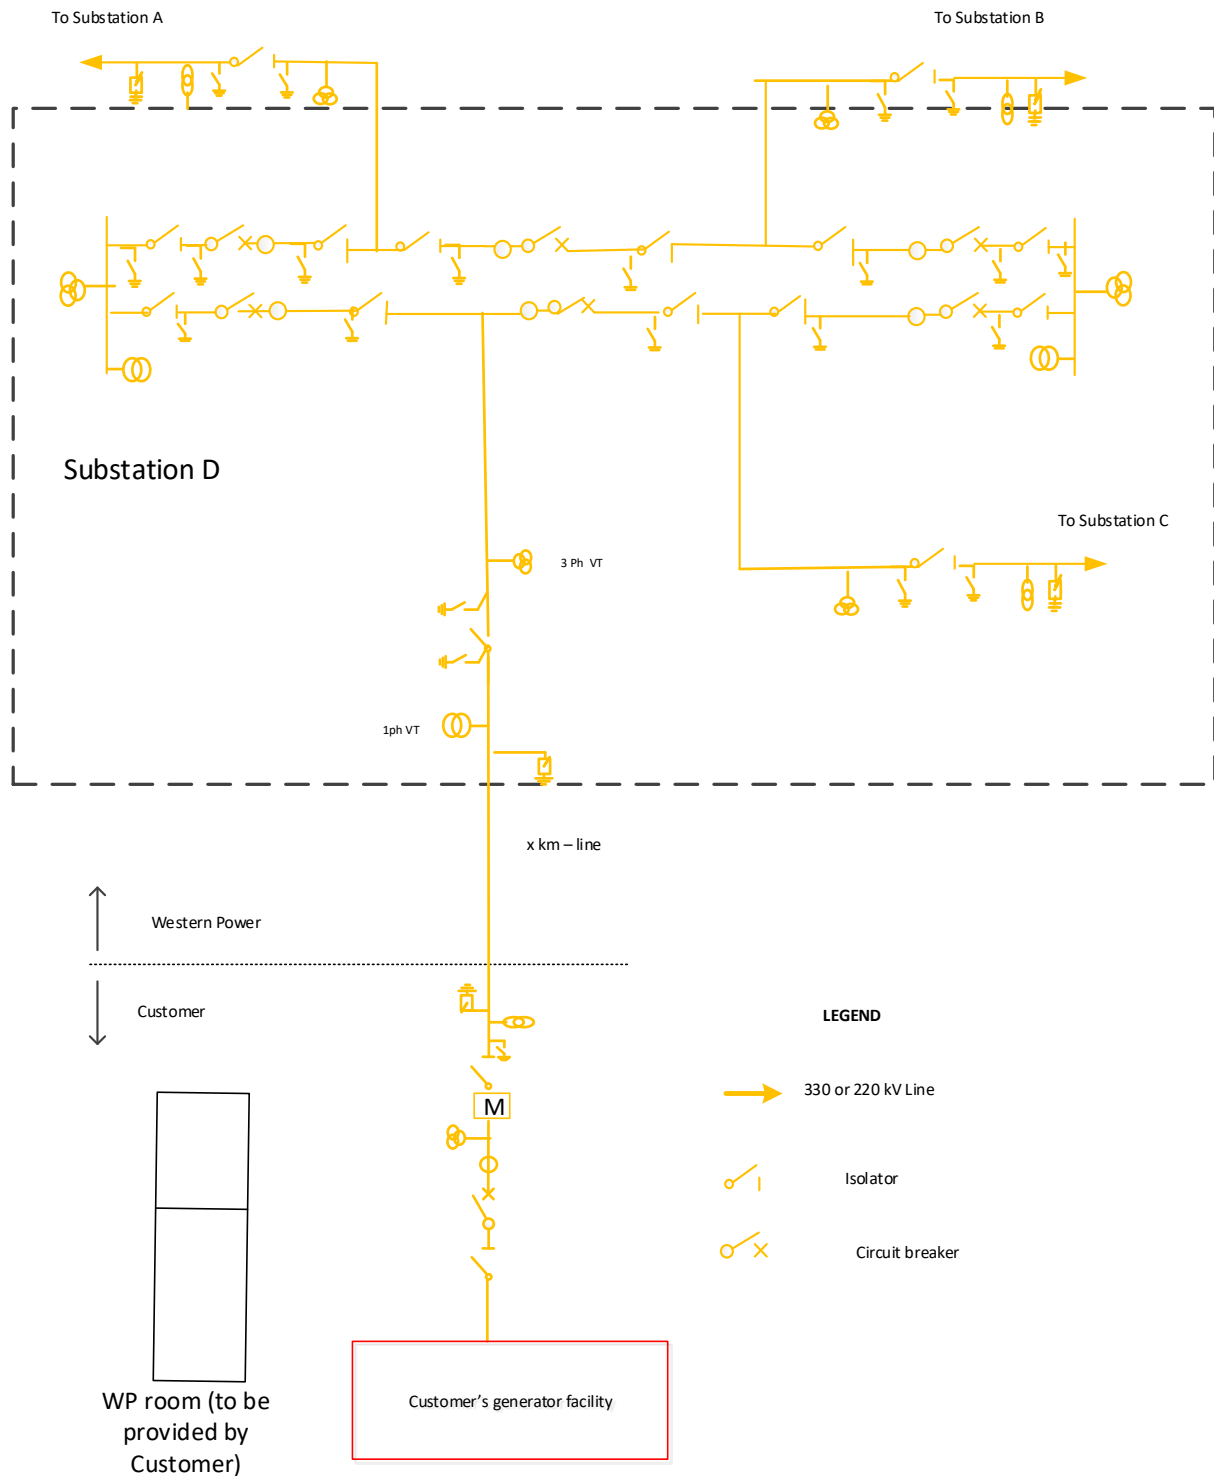 To Substation A
To Substation B
Substation D
To Substation C
3 Ph VT
1ph VT
x km – line
Western Power
Customer
LEGEND
330 or 220 kV Line
M
Isolator
Circuit breaker
Customer's generator facility
WP room (to be
provided by
Customer)